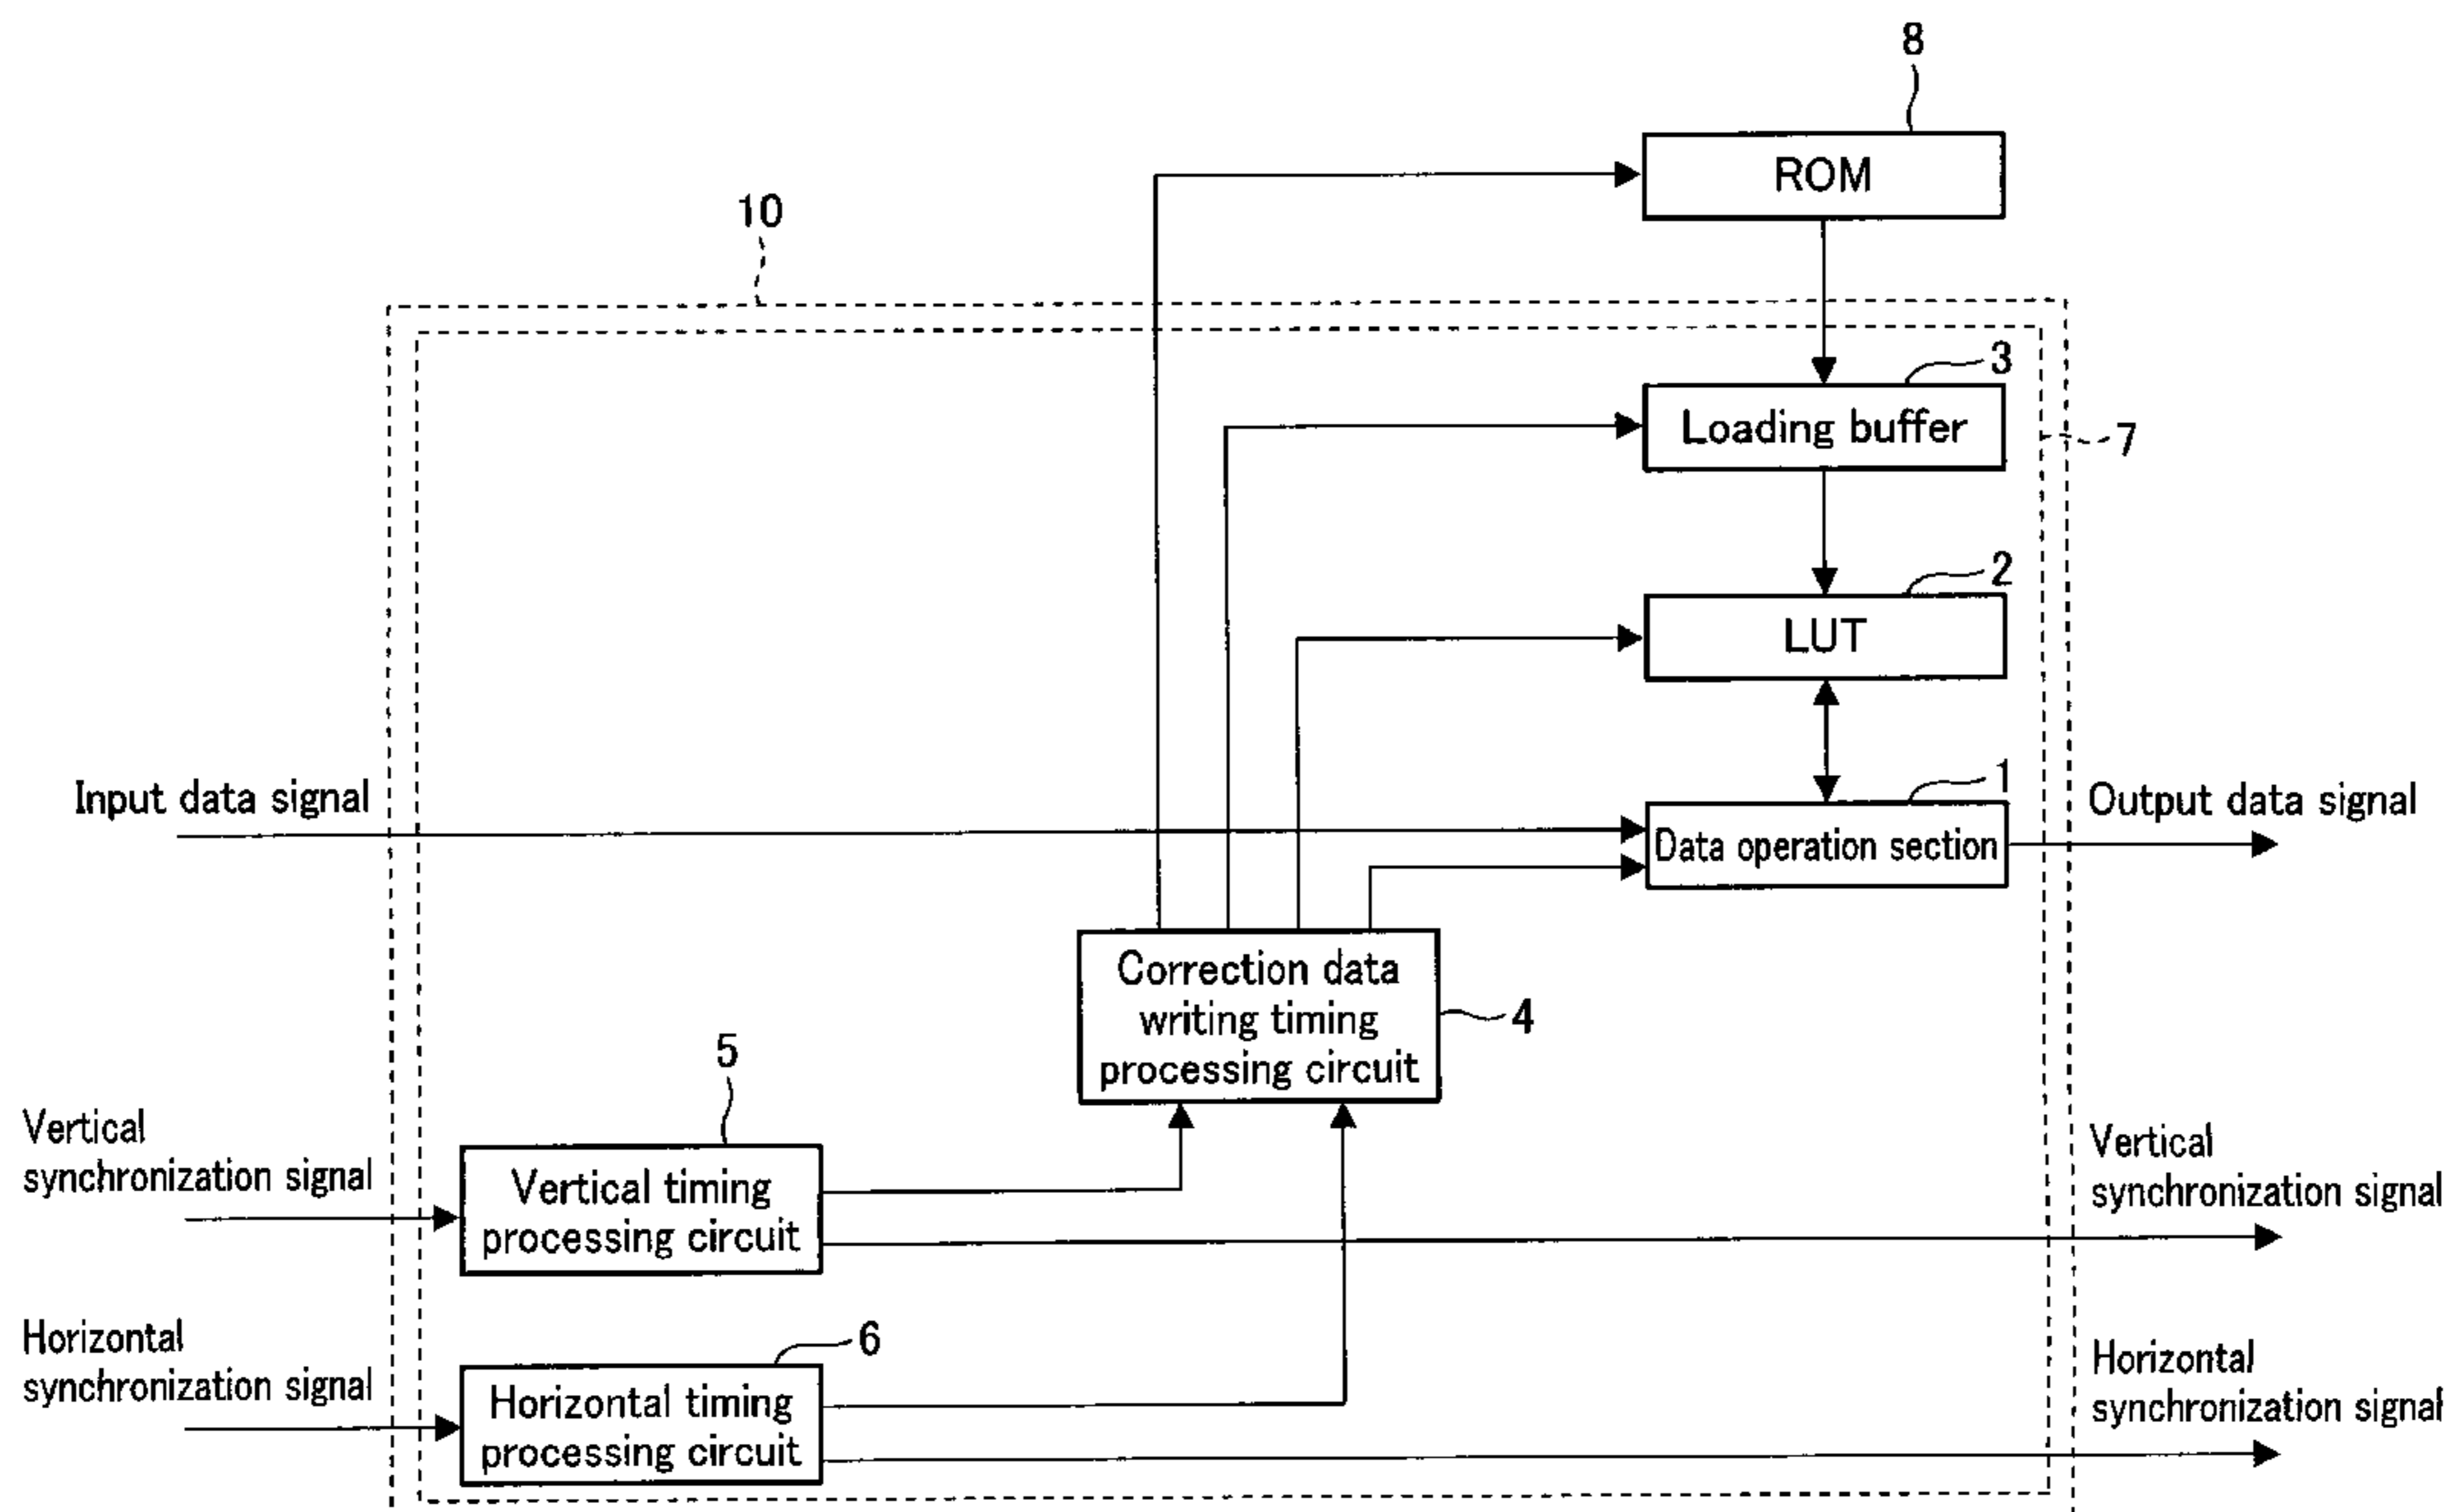 8
ROM
10
3
Loading buffer
7
2
LUT
1
Input data signal
Data operation section
Output data signal
Correction data
writing timing
processing circuit
4
5
Vertical
synchronization signal
Vertical timing
processing circuit
Vertical
synchronization signal
6
Horizontal
synchronization signal
Horizontal timing
processing circuit
Horizontal
synchronization signal